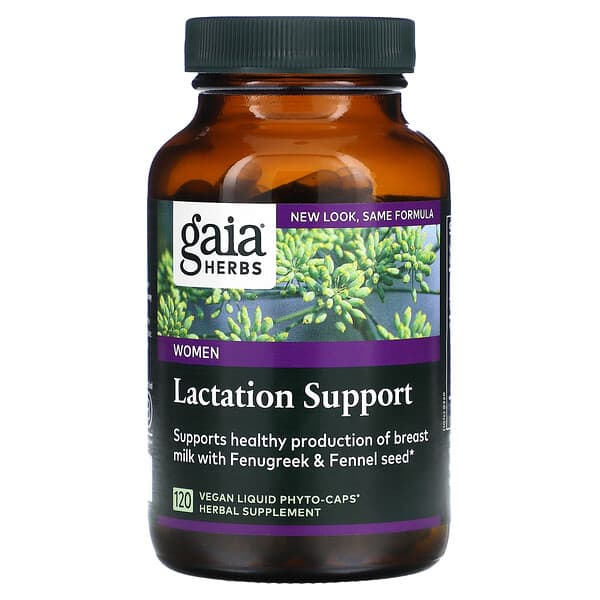 NEW LOOK, SAME FORMULA
gaia®
HERBS
WOMEN
Lactation Support
Supports healthy production of breast
milk with Fenugreek & Fennel seed*
120 VEGAN LIQUID PHYTO-CAPS®
HERBAL SUPPLEMENT